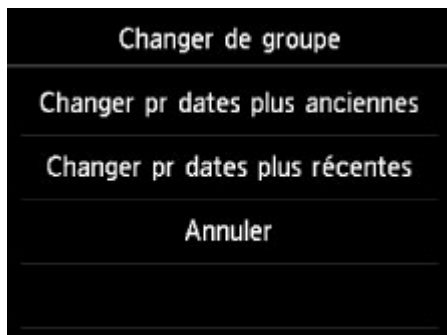 Changer de groupe
Changer pr dates plus anciennes
Changer pr dates plus récentes
Annuler